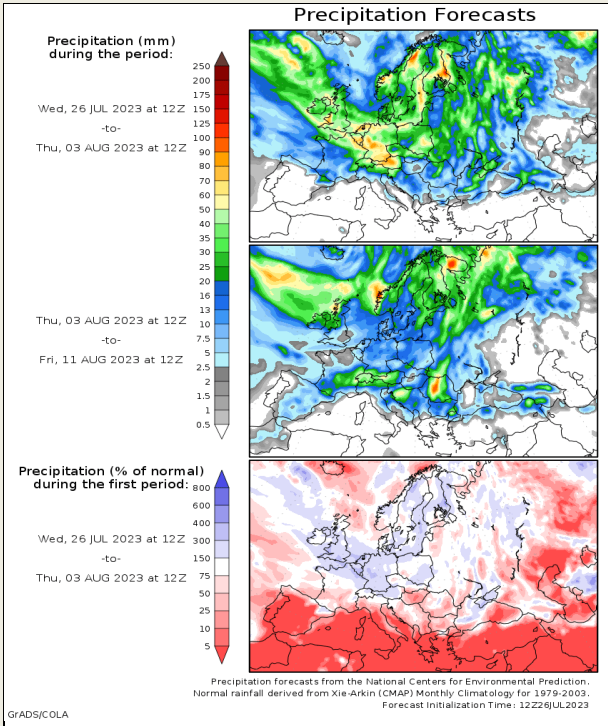 Precipitation Forecasts
Precipitation (mm)
during the period:
Wed, 26 JUL 2023 at 12Z
-to-
Thu, 03 AUG 2023 at 12Z
250
200
175
150
125
100
90
80
70
60
50
40
35
30
25
20
16
13
10
7.5
5
2.5
2
1.5
1
0.5
Thu, 03 AUG 2023 at 12Z
-to-
Fri, 11 AUG 2023 at 12Z
Precipitation (% of normal)
during the first period:
Wed, 26 JUL 2023 at 12Z
-to-
Thu, 03 AUG 2023 at 12Z
800
600
400
300
150
75
50
25
10
5
Precipitation forecasts from the National Centers for Environmental Prediction.
Normal rainfall derived from Xie-Arkin (CMAP) Monthly Climatology for 1979-2003.
Forecast Initialization Time: 12Z26JUL2023
GrADS/COLA